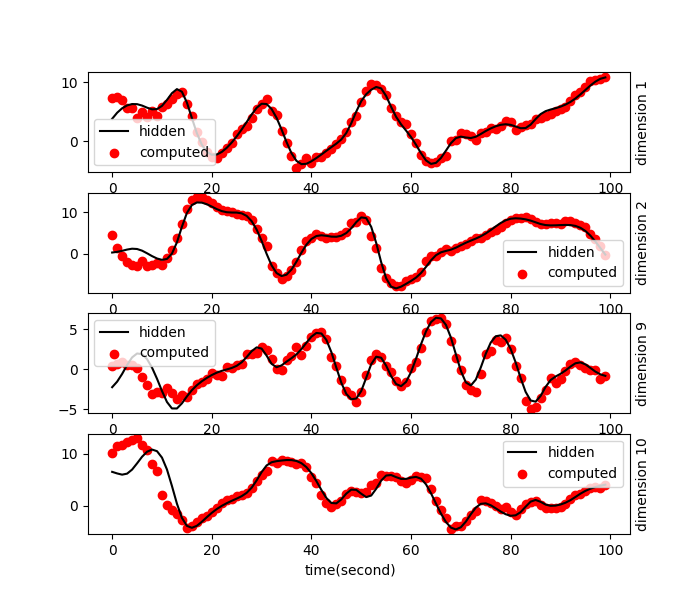 10
0
hidden
computed
0 20 40 60 80 100
dimension 1
10
0
hidden
computed
0 20 40 60 80 100
dimension 2
5
0
−5
hidden
computed
0 20 40 60 80 100
dimension 9
10
0
hidden
computed
0 20 40 60 80 100
dimension 10
time(second)